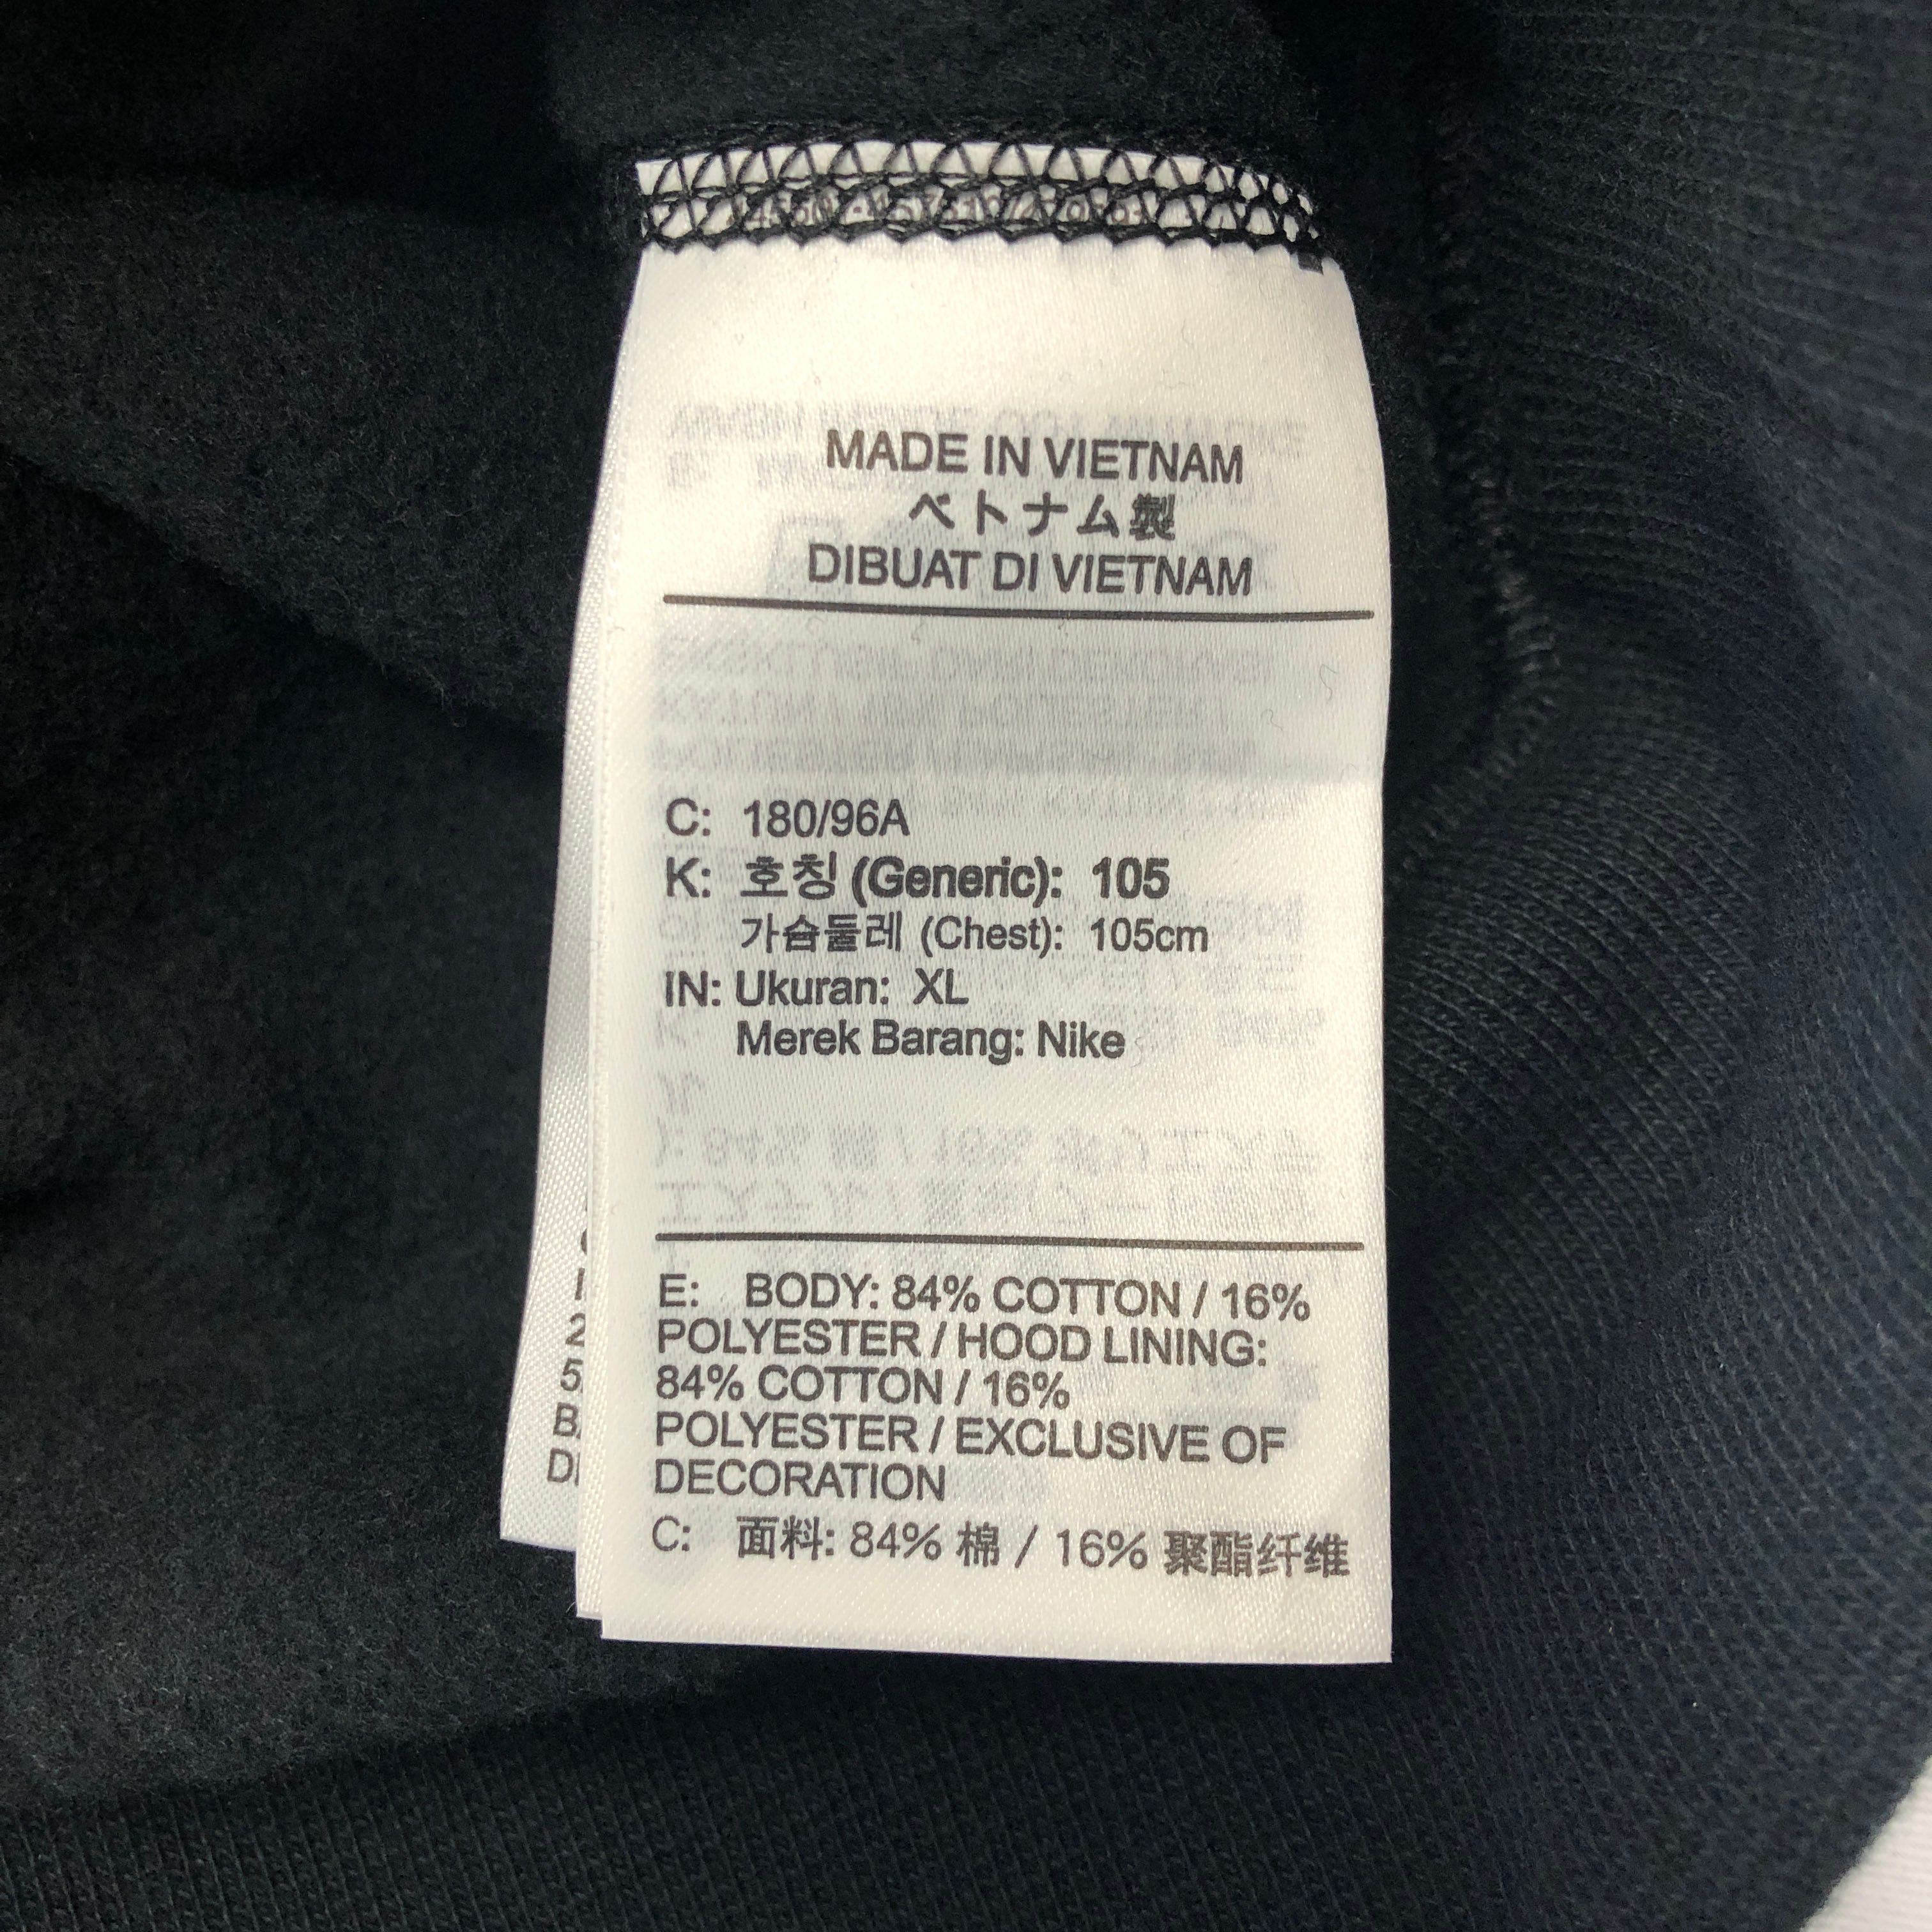 MADE IN VIETNAM
ベトナム製
DIBUAT DI VIETNAM
C: 180/96A
K: 호칭 (Generic): 105
가슴둘레 (Chest): 105cm
IN: Ukuran: XL
Merek Barang: Nike
E: BODY: 84% COTTON / 16%
POLYESTER / HOOD LINING:
84% COTTON / 16%
POLYESTER / EXCLUSIVE OF
DECORATION
C: 面料: 84% 棉 / 16% 聚酯纤维
2
5